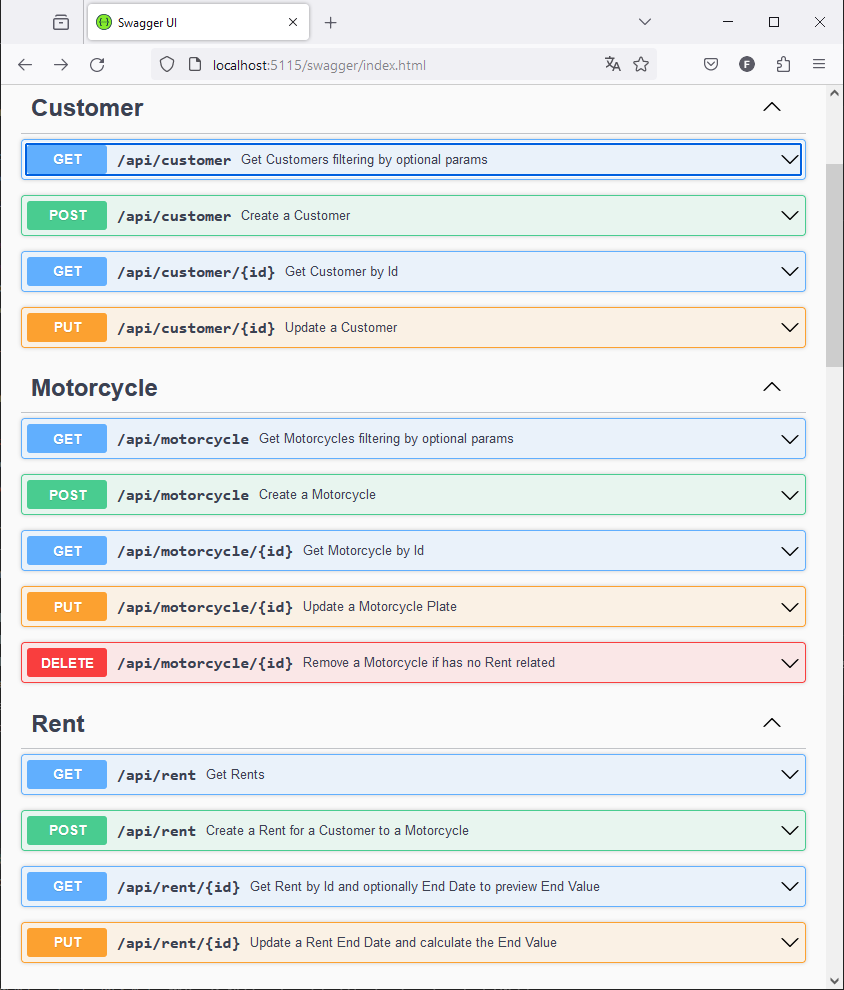 Swagger UI
localhost:5115/swagger/index.html
F
Customer
GET /api/customer Get Customers filtering by optional params
POST /api/customer Create a Customer
GET /api/customer/{id} Get Customer by Id
PUT /api/customer/{id} Update a Customer
Motorcycle
GET /api/motorcycle Get Motorcycles filtering by optional params
POST /api/motorcycle Create a Motorcycle
GET /api/motorcycle/{id} Get Motorcycle by Id
PUT /api/motorcycle/{id} Update a Motorcycle Plate
DELETE /api/motorcycle/{id} Remove a Motorcycle if has no Rent related
Rent
GET /api/rent Get Rents
POST /api/rent Create a Rent for a Customer to a Motorcycle
GET /api/rent/{id} Get Rent by Id and optionally End Date to preview End Value
PUT /api/rent/{id} Update a Rent End Date and calculate the End Value